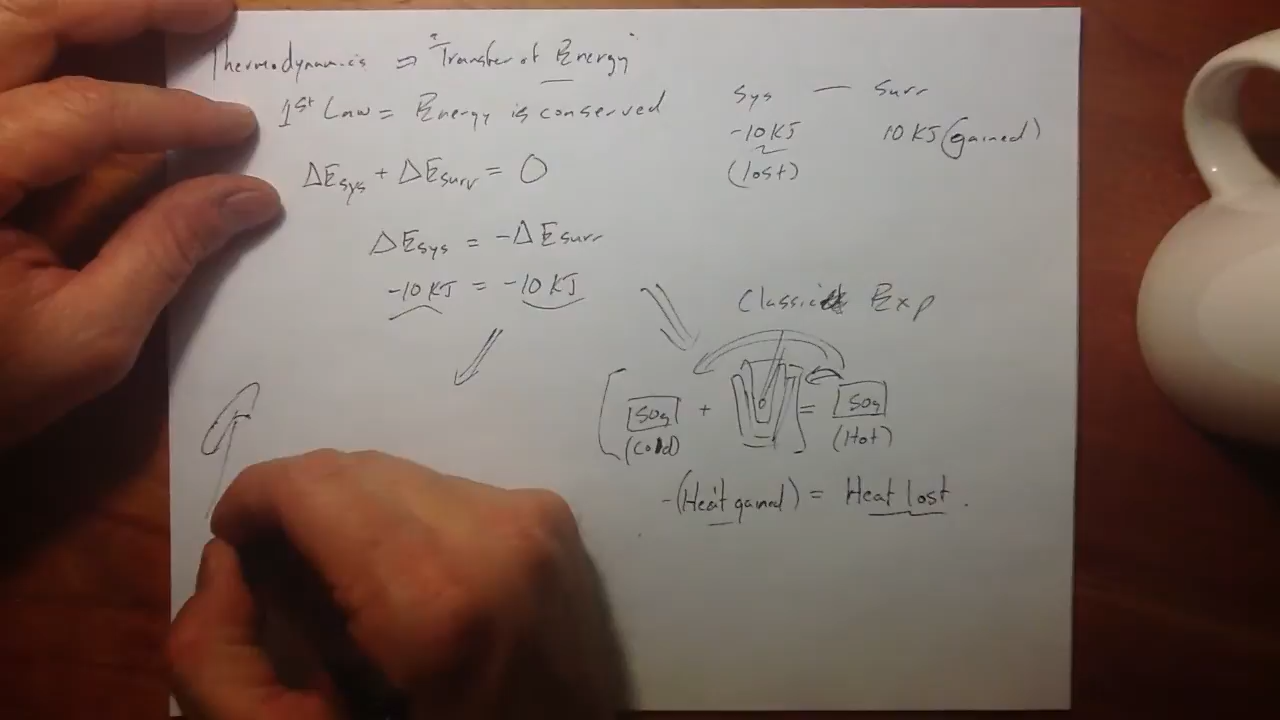 Thermodynamics ⇒ "Transfer of Energy"
1st Law = Energy is conserved
ΔEsys + ΔEsurr = 0
ΔEsys = -ΔEsurr
-10 KJ = -10 KJ
Sys — Surr
-10 KJ 10 KJ (gained)
(lost)
Classic Exp
50g + = 50g
(Cold) (Hot)
-(Heat gained) = Heat lost.